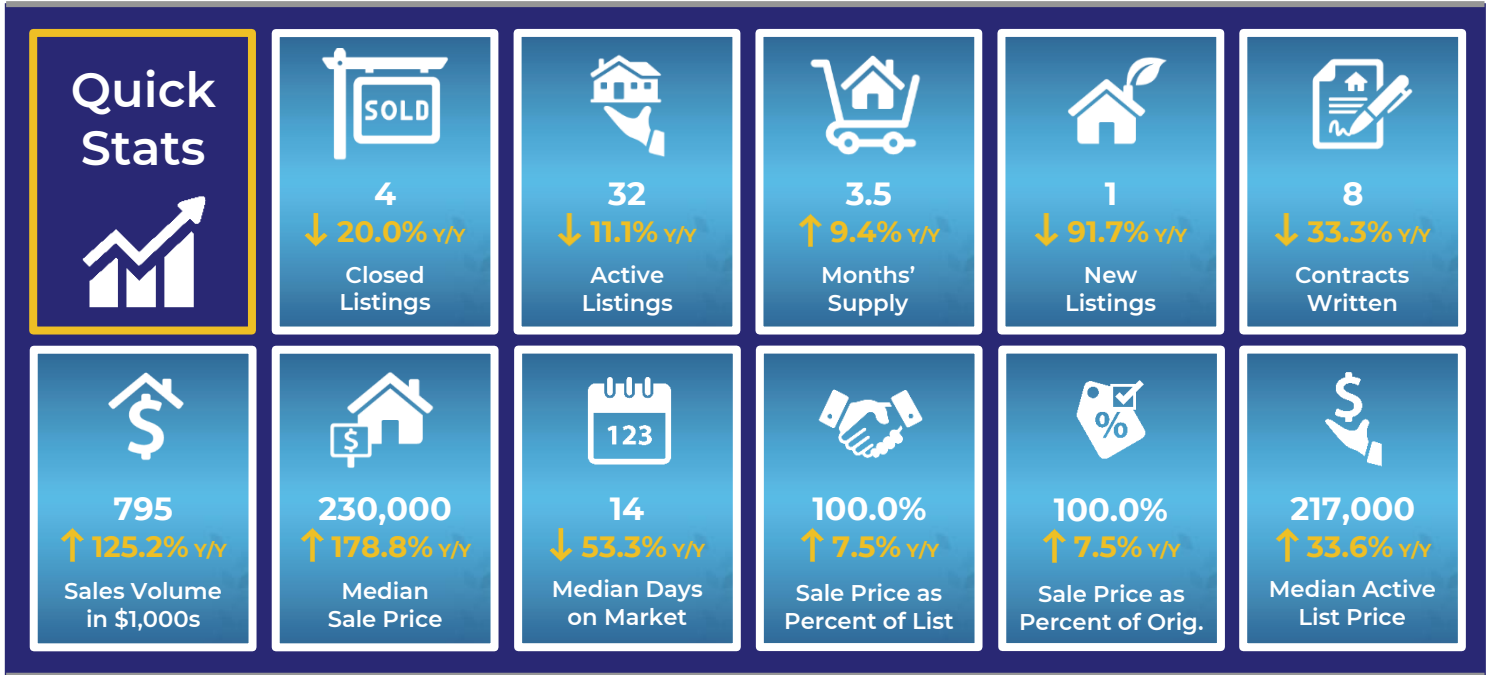 Quick
Stats
SOLD
4
↓ 20.0% Y/Y
Closed
Listings
32
↓ 11.1% Y/Y
Active
Listings
3.5
↑ 9.4% Y/Y
Months’
Supply
1
↓ 91.7% Y/Y
New
Listings
8
↓ 33.3% Y/Y
Contracts
Written
$
795
↑ 125.2% Y/Y
Sales Volume
in $1,000s
$
230,000
↑ 178.8% Y/Y
Median
Sale Price
123
14
↓ 53.3% Y/Y
Median Days
on Market
100.0%
↑ 7.5% Y/Y
Sale Price as
Percent of List
%
100.0%
↑ 7.5% Y/Y
Sale Price as
Percent of Orig.
$
217,000
↑ 33.6% Y/Y
Median Active
List Price